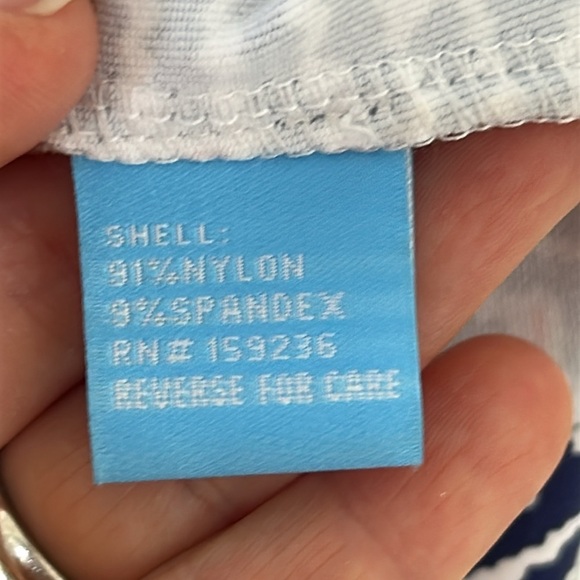 SHELL:
91%NYLON
9%SPANDEX
RN# 159236
REVERSE FOR CARE